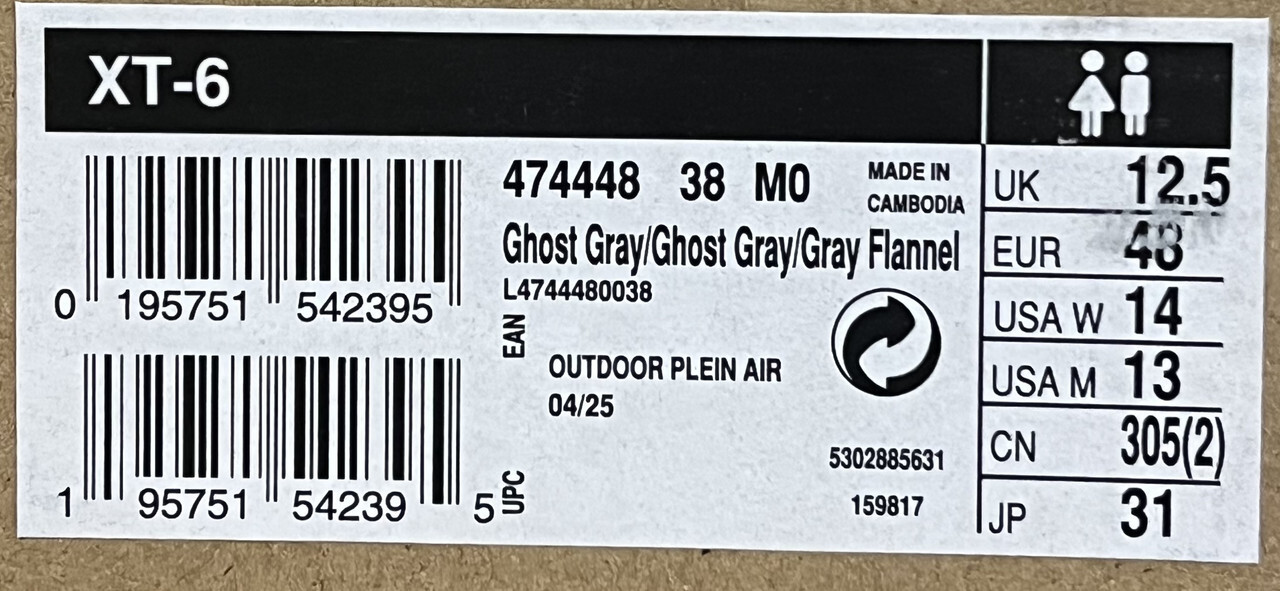 XT-6
474448 38 M0
MADE IN
CAMBODIA
Ghost Gray/Ghost Gray/Gray Flannel
L4744480038
0 195751 542395
EAN
OUTDOOR PLEIN AIR
04/25
5302885631
159817
1 95751 54239 5
UPC
UK 12.5
EUR 48
USA W 14
USA M 13
CN 305(2)
JP 31